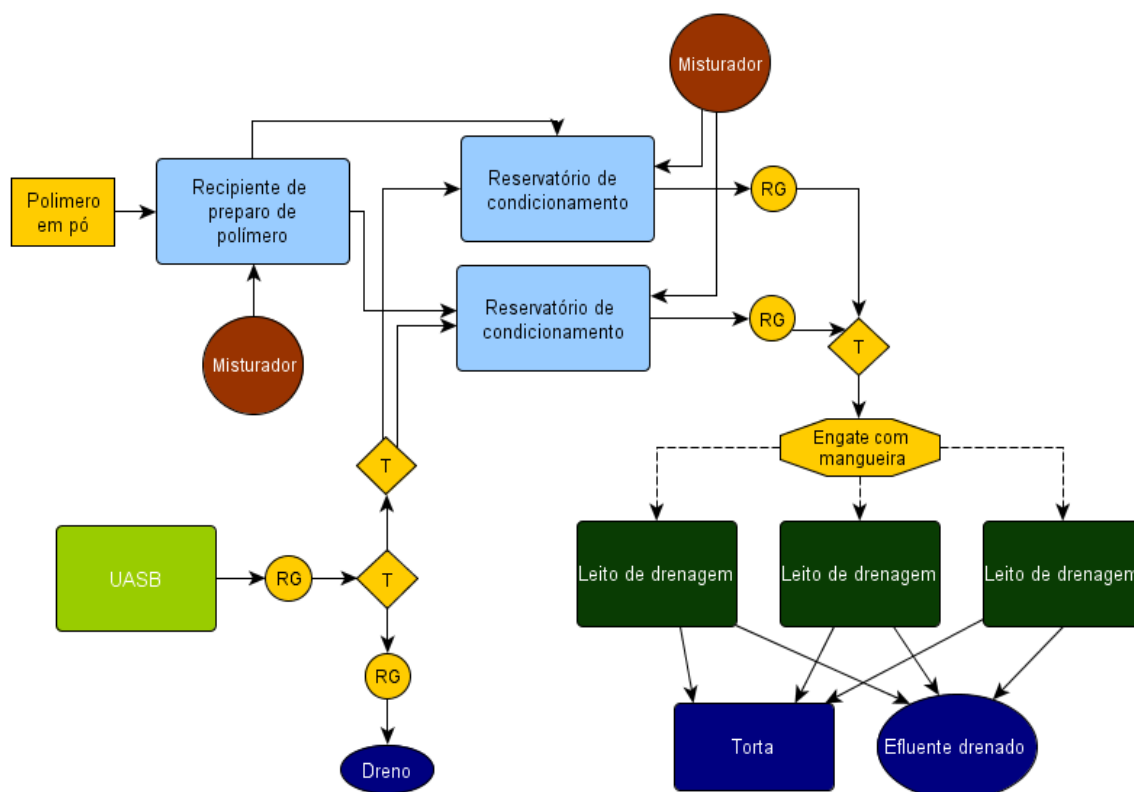 Misturador
Polimero
em pó
Recipiente de
preparo de
polímero
Reservatório de
condicionamento
RG
Reservatório de
condicionamento
RG
T
Misturador
Engate com
mangueira
T
UASB
RG
T
Leito de drenagem
Leito de drenagem
Leito de drenagem
RG
Dreno
Torta
Efluente drenado